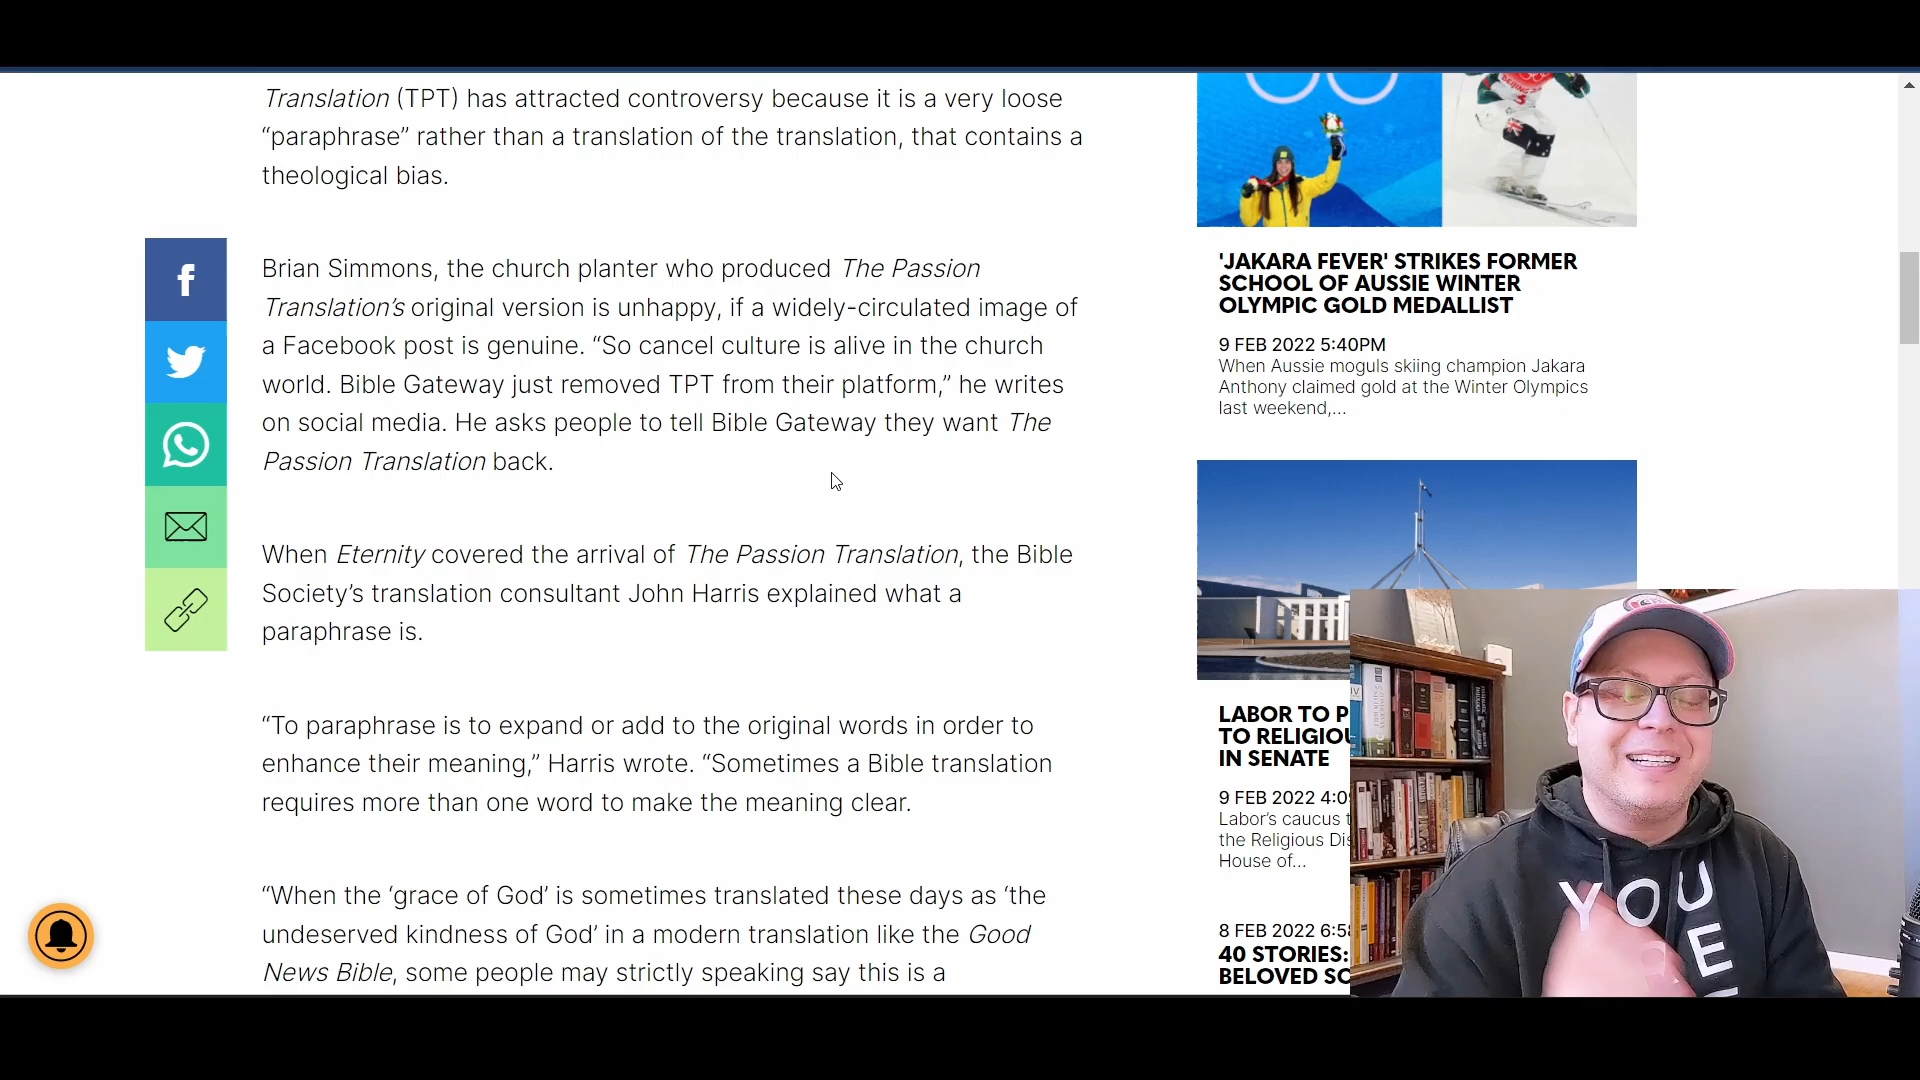 Translation (TPT) has attracted controversy because it is a very loose
“paraphrase” rather than a translation of the translation, that contains a
theological bias.
Brian Simmons, the church planter who produced The Passion
Translation’s original version is unhappy, if a widely-circulated image of
a Facebook post is genuine. “So cancel culture is alive in the church
world. Bible Gateway just removed TPT from their platform,” he writes
on social media. He asks people to tell Bible Gateway they want The
Passion Translation back.
When Eternity covered the arrival of The Passion Translation, the Bible
Society’s translation consultant John Harris explained what a
paraphrase is.
“To paraphrase is to expand or add to the original words in order to
enhance their meaning,” Harris wrote. “Sometimes a Bible translation
requires more than one word to make the meaning clear.
“When the ‘grace of God’ is sometimes translated these days as ‘the
undeserved kindness of God’ in a modern translation like the Good
News Bible, some people may strictly speaking say this is a
'JAKARA FEVER' STRIKES FORMER
SCHOOL OF AUSSIE WINTER
OLYMPIC GOLD MEDALLIST
9 FEB 2022 5:40PM
When Aussie moguls skiing champion Jakara
Anthony claimed gold at the Winter Olympics
last weekend,...
LABOR TO P
TO RELIGIOU
IN SENATE
9 FEB 2022 4:0
Labor’s caucus
the Religious Dis
House of...
8 FEB 2022 6:5
40 STORIES:
BELOVED SC
YOU